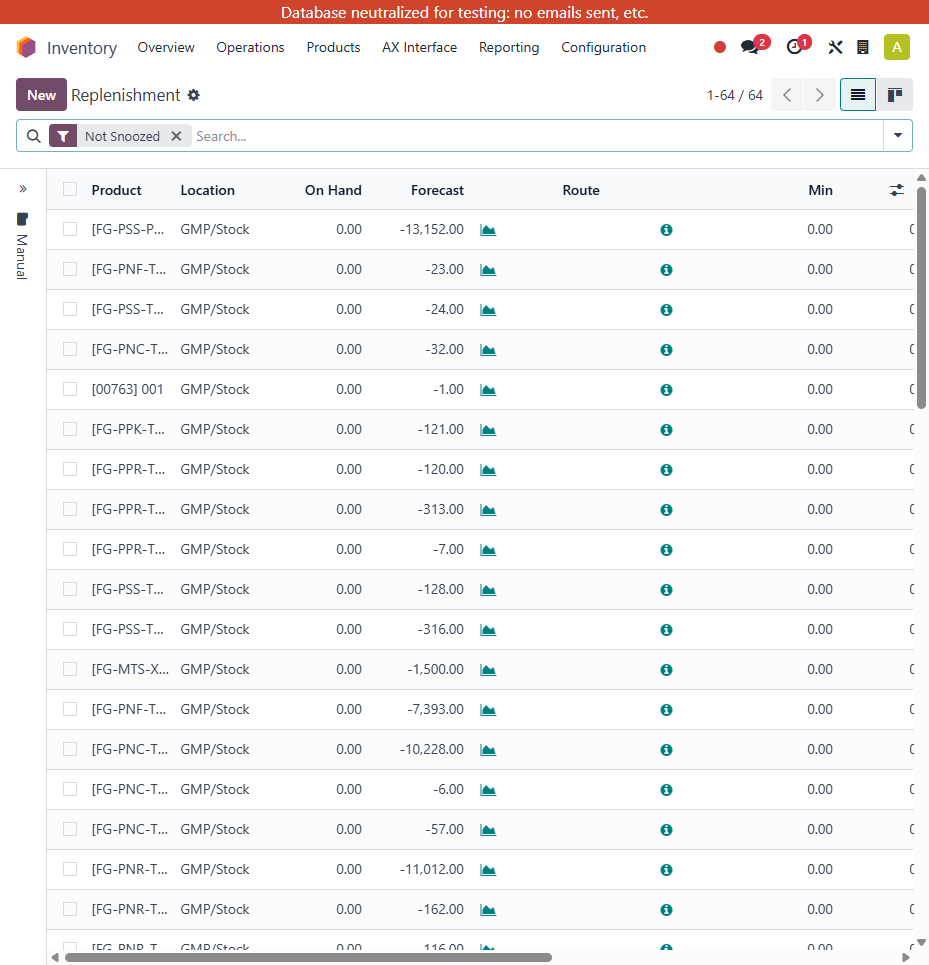 Database neutralized for testing: no emails sent, etc.
Inventory Overview Operations Products AX Interface Reporting Configuration 2 1 A
New Replenishment 1-64 / 64
Not Snoozed Search...
Product Location On Hand Forecast Route Min
Manual
[FG-PSS-P... GMP/Stock 0.00 -13,152.00 0.00
[FG-PNF-T... GMP/Stock 0.00 -23.00 0.00
[FG-PSS-T... GMP/Stock 0.00 -24.00 0.00
[FG-PNC-T... GMP/Stock 0.00 -32.00 0.00
[00763] 001 GMP/Stock 0.00 -1.00 0.00
[FG-PPK-T... GMP/Stock 0.00 -121.00 0.00
[FG-PPR-T... GMP/Stock 0.00 -120.00 0.00
[FG-PPR-T... GMP/Stock 0.00 -313.00 0.00
[FG-PPR-T... GMP/Stock 0.00 -7.00 0.00
[FG-PSS-T... GMP/Stock 0.00 -128.00 0.00
[FG-PSS-T... GMP/Stock 0.00 -316.00 0.00
[FG-MTS-X... GMP/Stock 0.00 -1,500.00 0.00
[FG-PNF-T... GMP/Stock 0.00 -7,393.00 0.00
[FG-PNC-T... GMP/Stock 0.00 -10,228.00 0.00
[FG-PNC-T... GMP/Stock 0.00 -6.00 0.00
[FG-PNC-T... GMP/Stock 0.00 -57.00 0.00
[FG-PNR-T... GMP/Stock 0.00 -11,012.00 0.00
[FG-PNR-T... GMP/Stock 0.00 -162.00 0.00
GMP/Stock 0.00 0.00